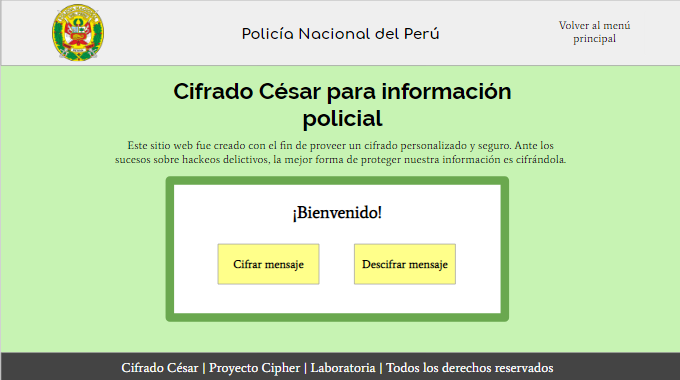 Policía Nacional del Perú
Volver al menú
principal
Cifrado César para información
policial
Este sitio web fue creado con el fin de proveer un cifrado personalizado y seguro. Ante los
sucesos sobre hackeos delictivos, la mejor forma de proteger nuestra información es cifrándola.
¡Bienvenido!
Cifrar mensaje
Descifrar mensaje
Cifrado César | Proyecto Cipher | Laboratoria | Todos los derechos reservados